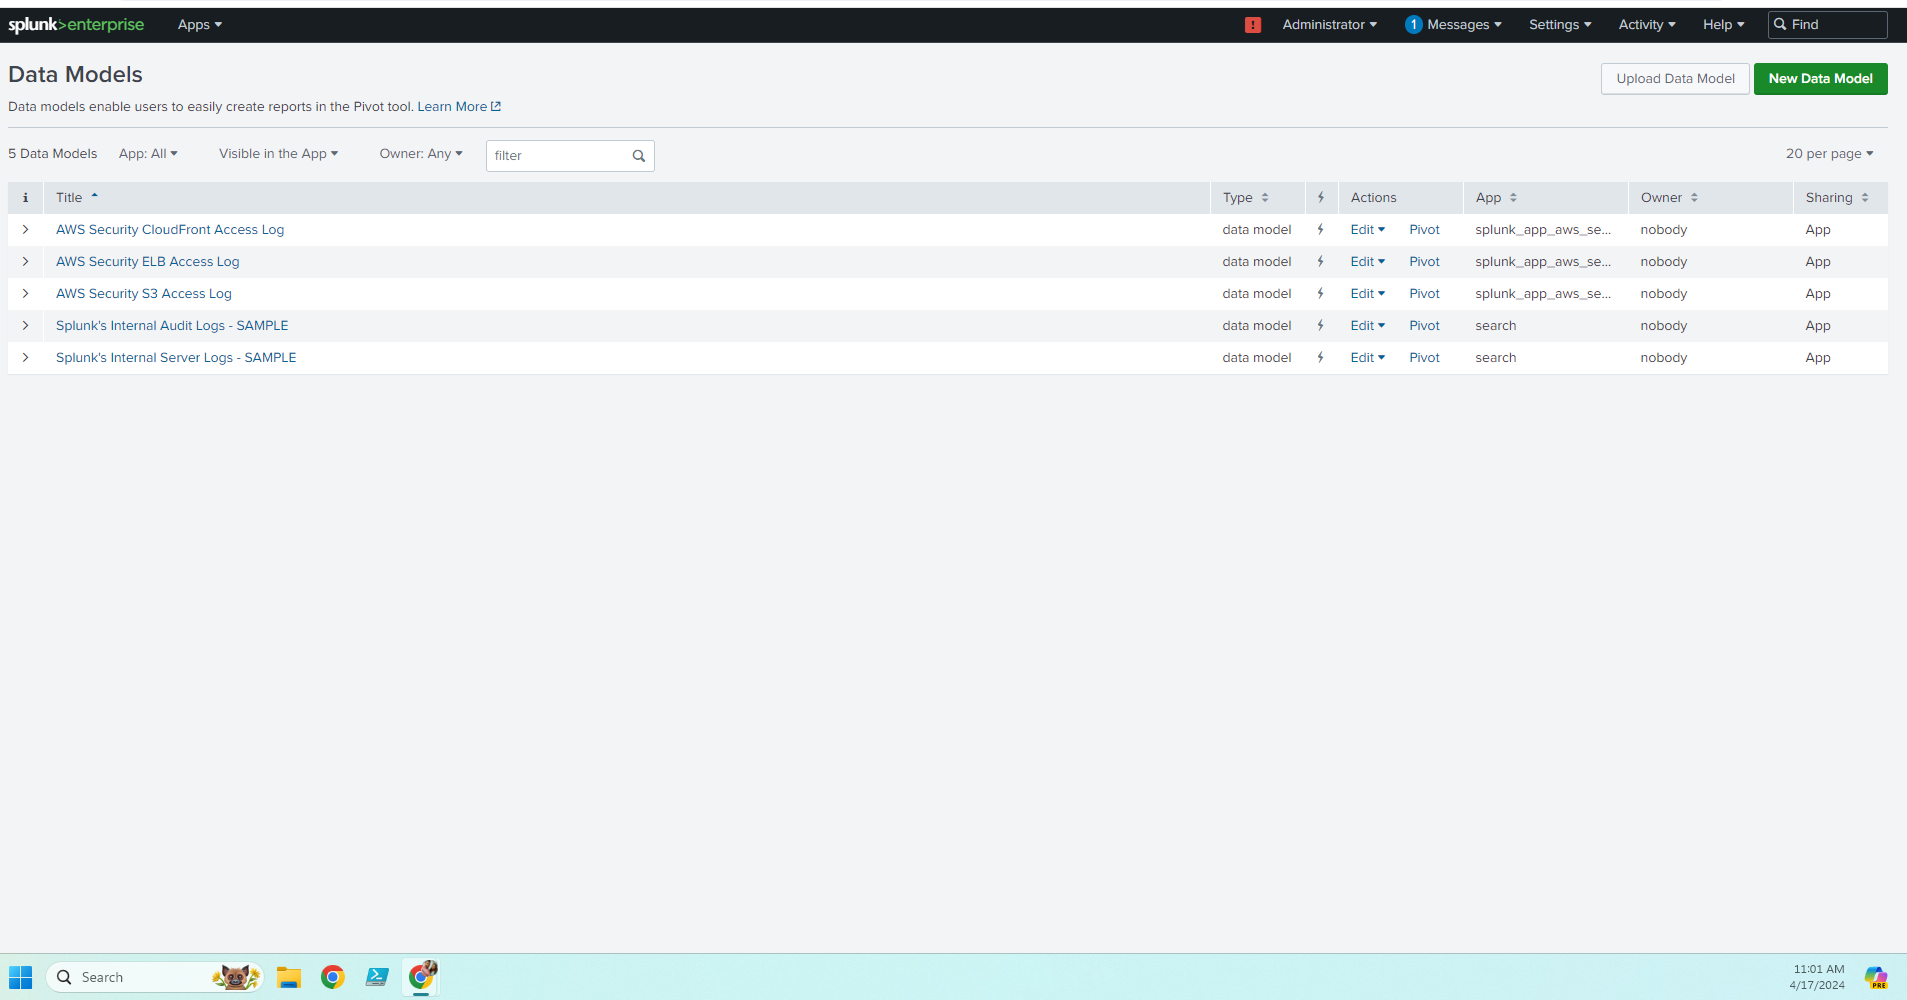 splunk>enterprise Apps Administrator 1 Messages Settings Activity Help Find
Data Models
Upload Data Model New Data Model
Data models enable users to easily create reports in the Pivot tool. Learn More
5 Data Models App: All Visible in the App Owner: Any filter 20 per page
i Title Type Actions App Owner Sharing
AWS Security CloudFront Access Log data model Edit Pivot splunk_app_aws_se... nobody App
AWS Security ELB Access Log data model Edit Pivot splunk_app_aws_se... nobody App
AWS Security S3 Access Log data model Edit Pivot splunk_app_aws_se... nobody App
Splunk's Internal Audit Logs - SAMPLE data model Edit Pivot search nobody App
Splunk's Internal Server Logs - SAMPLE data model Edit Pivot search nobody App
Search
11:01 AM
4/17/2024
PRE